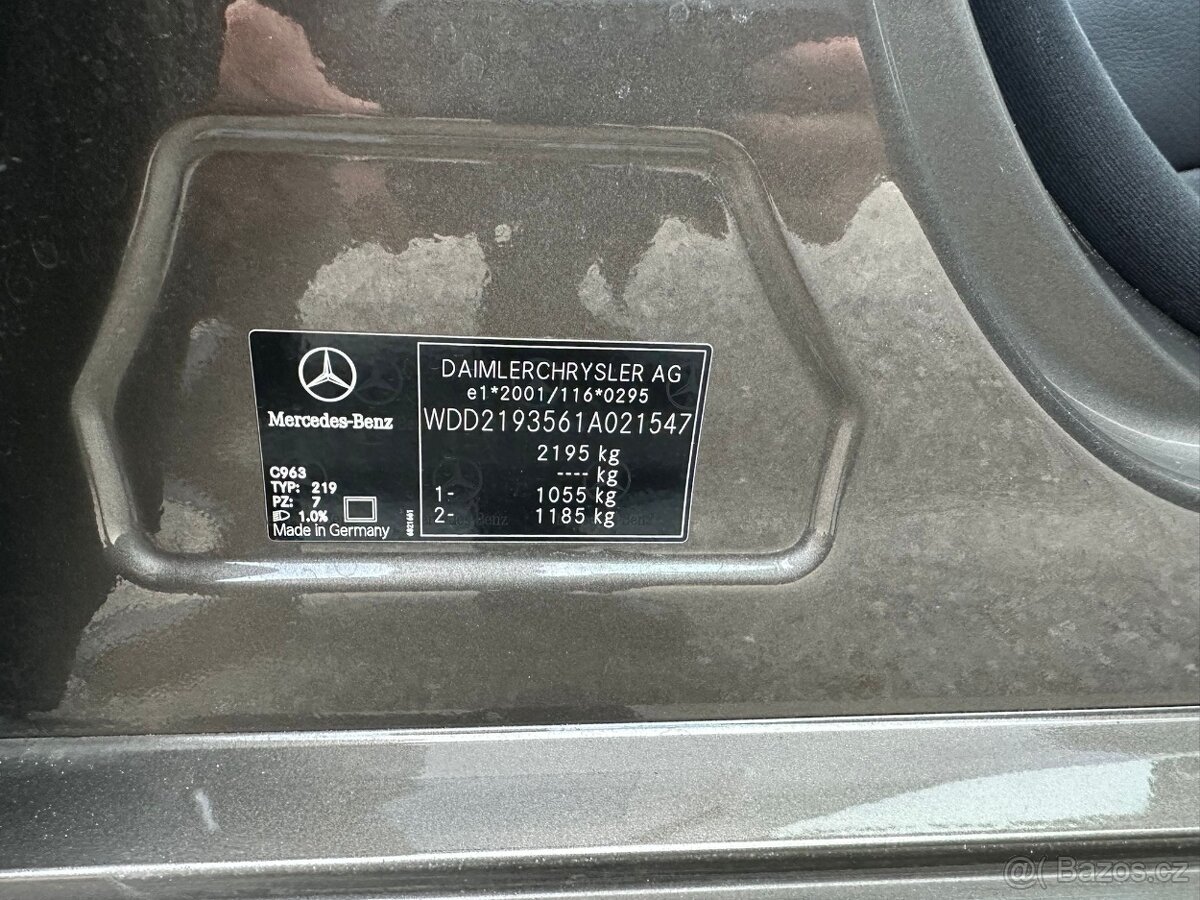 Mercedes-Benz
C963
TYP: 219
PZ: 7
1.0%
Made in Germany
6821661
DAIMLERCHRYSLER AG
e1*2001/116*0295
WDD2193561A021547
2195 kg
---- kg
1- 1055 kg
2- 1185 kg
Bazos.cz